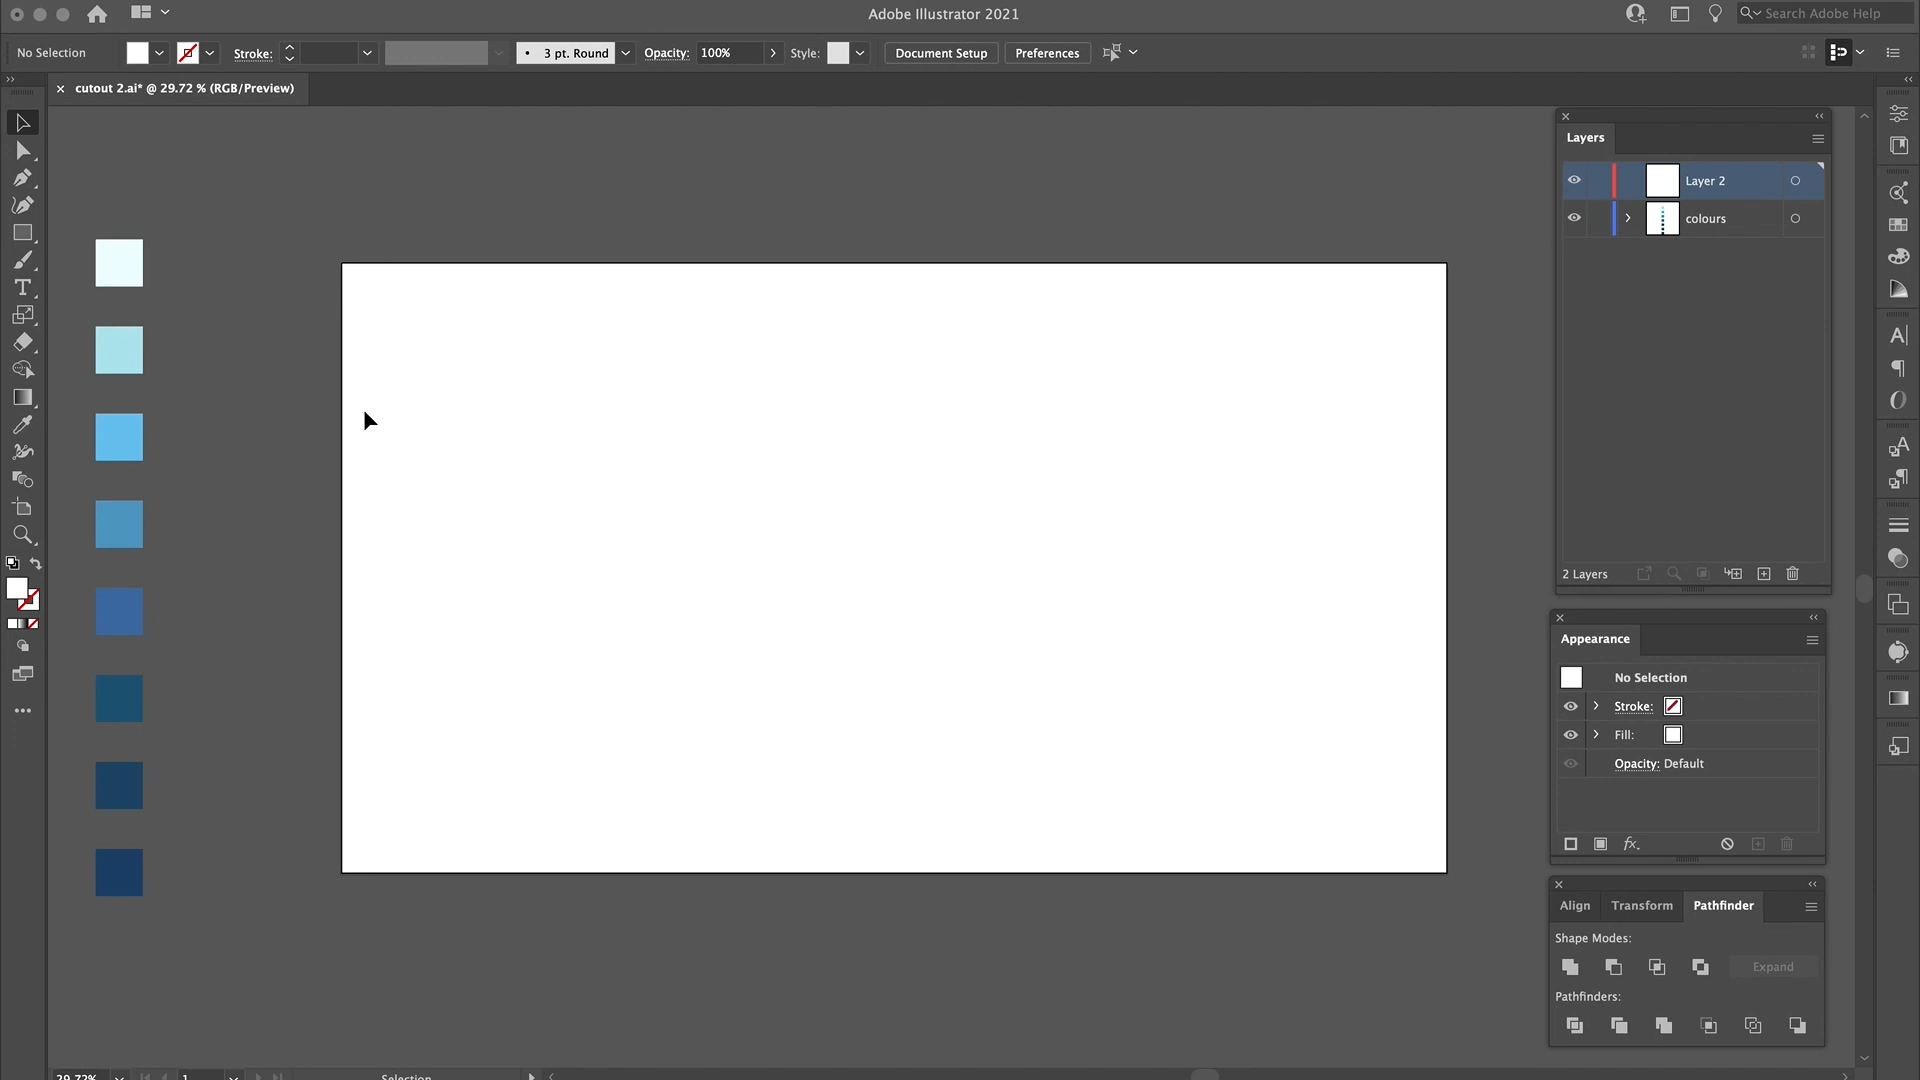 Adobe Illustrator 2021
Search Adobe Help
No Selection
Stroke:
3 pt. Round
Opacity: 100%
Style:
Document Setup
Preferences
× cutout 2.ai* @ 29.72 % (RGB/Preview)
Layers
Layer 2
colours
2 Layers
Appearance
No Selection
Stroke:
Fill:
Opacity: Default
fx.
Align Transform Pathfinder
Shape Modes:
Expand
Pathfinders:
29.72% 1 Selection